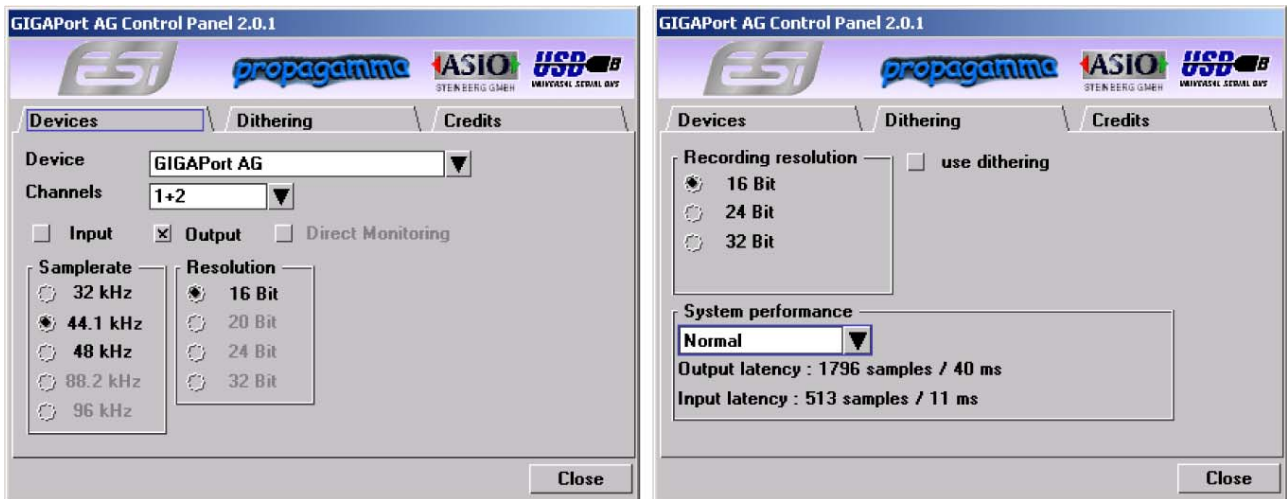 GIGAPort AG Control Panel 2.0.1
ESI propagamma ASIO USB
STEINBERG GMBH UNIVERSAL SERIAL BUS
Devices Dithering Credits
Device GIGAPort AG
Channels 1+2
Input Output Direct Monitoring
Samplerate Resolution
32 kHz 16 Bit
44.1 kHz 20 Bit
48 kHz 24 Bit
88.2 kHz 32 Bit
96 kHz
Close
GIGAPort AG Control Panel 2.0.1
ESI propagamma ASIO USB
STEINBERG GMBH UNIVERSAL SERIAL BUS
Devices Dithering Credits
Recording resolution use dithering
16 Bit
24 Bit
32 Bit
System performance
Normal
Output latency : 1796 samples / 40 ms
Input latency : 513 samples / 11 ms
Close